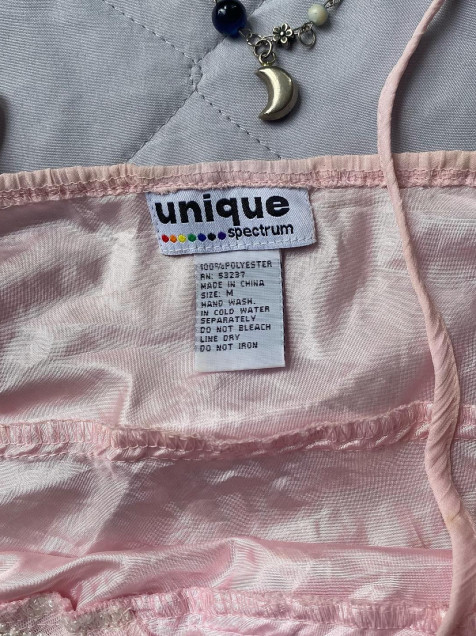 unique
spectrum
100%POLYESTER
RN: 53237
MADE IN CHINA
SIZE: M
HAND WASH.
IN COLD WATER
SEPARATELY
DO NOT BLEACH
LINE DRY
DO NOT IRON